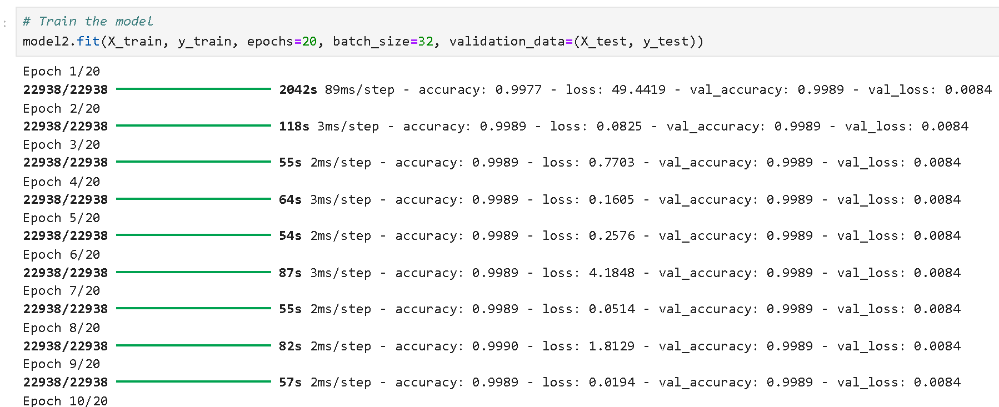 # Train the model
model2.fit(X_train, y_train, epochs=20, batch_size=32, validation_data=(X_test, y_test))
Epoch 1/20
22938/22938 2042s 89ms/step - accuracy: 0.9977 - loss: 49.4419 - val_accuracy: 0.9989 - val_loss: 0.0084
Epoch 2/20
22938/22938 118s 3ms/step - accuracy: 0.9989 - loss: 0.0825 - val_accuracy: 0.9989 - val_loss: 0.0084
Epoch 3/20
22938/22938 55s 2ms/step - accuracy: 0.9989 - loss: 0.7703 - val_accuracy: 0.9989 - val_loss: 0.0084
Epoch 4/20
22938/22938 64s 3ms/step - accuracy: 0.9989 - loss: 0.1605 - val_accuracy: 0.9989 - val_loss: 0.0084
Epoch 5/20
22938/22938 54s 2ms/step - accuracy: 0.9989 - loss: 0.2576 - val_accuracy: 0.9989 - val_loss: 0.0084
Epoch 6/20
22938/22938 87s 3ms/step - accuracy: 0.9989 - loss: 4.1848 - val_accuracy: 0.9989 - val_loss: 0.0084
Epoch 7/20
22938/22938 55s 2ms/step - accuracy: 0.9989 - loss: 0.0514 - val_accuracy: 0.9989 - val_loss: 0.0084
Epoch 8/20
22938/22938 82s 2ms/step - accuracy: 0.9990 - loss: 1.8129 - val_accuracy: 0.9989 - val_loss: 0.0084
Epoch 9/20
22938/22938 57s 2ms/step - accuracy: 0.9989 - loss: 0.0194 - val_accuracy: 0.9989 - val_loss: 0.0084
Epoch 10/20